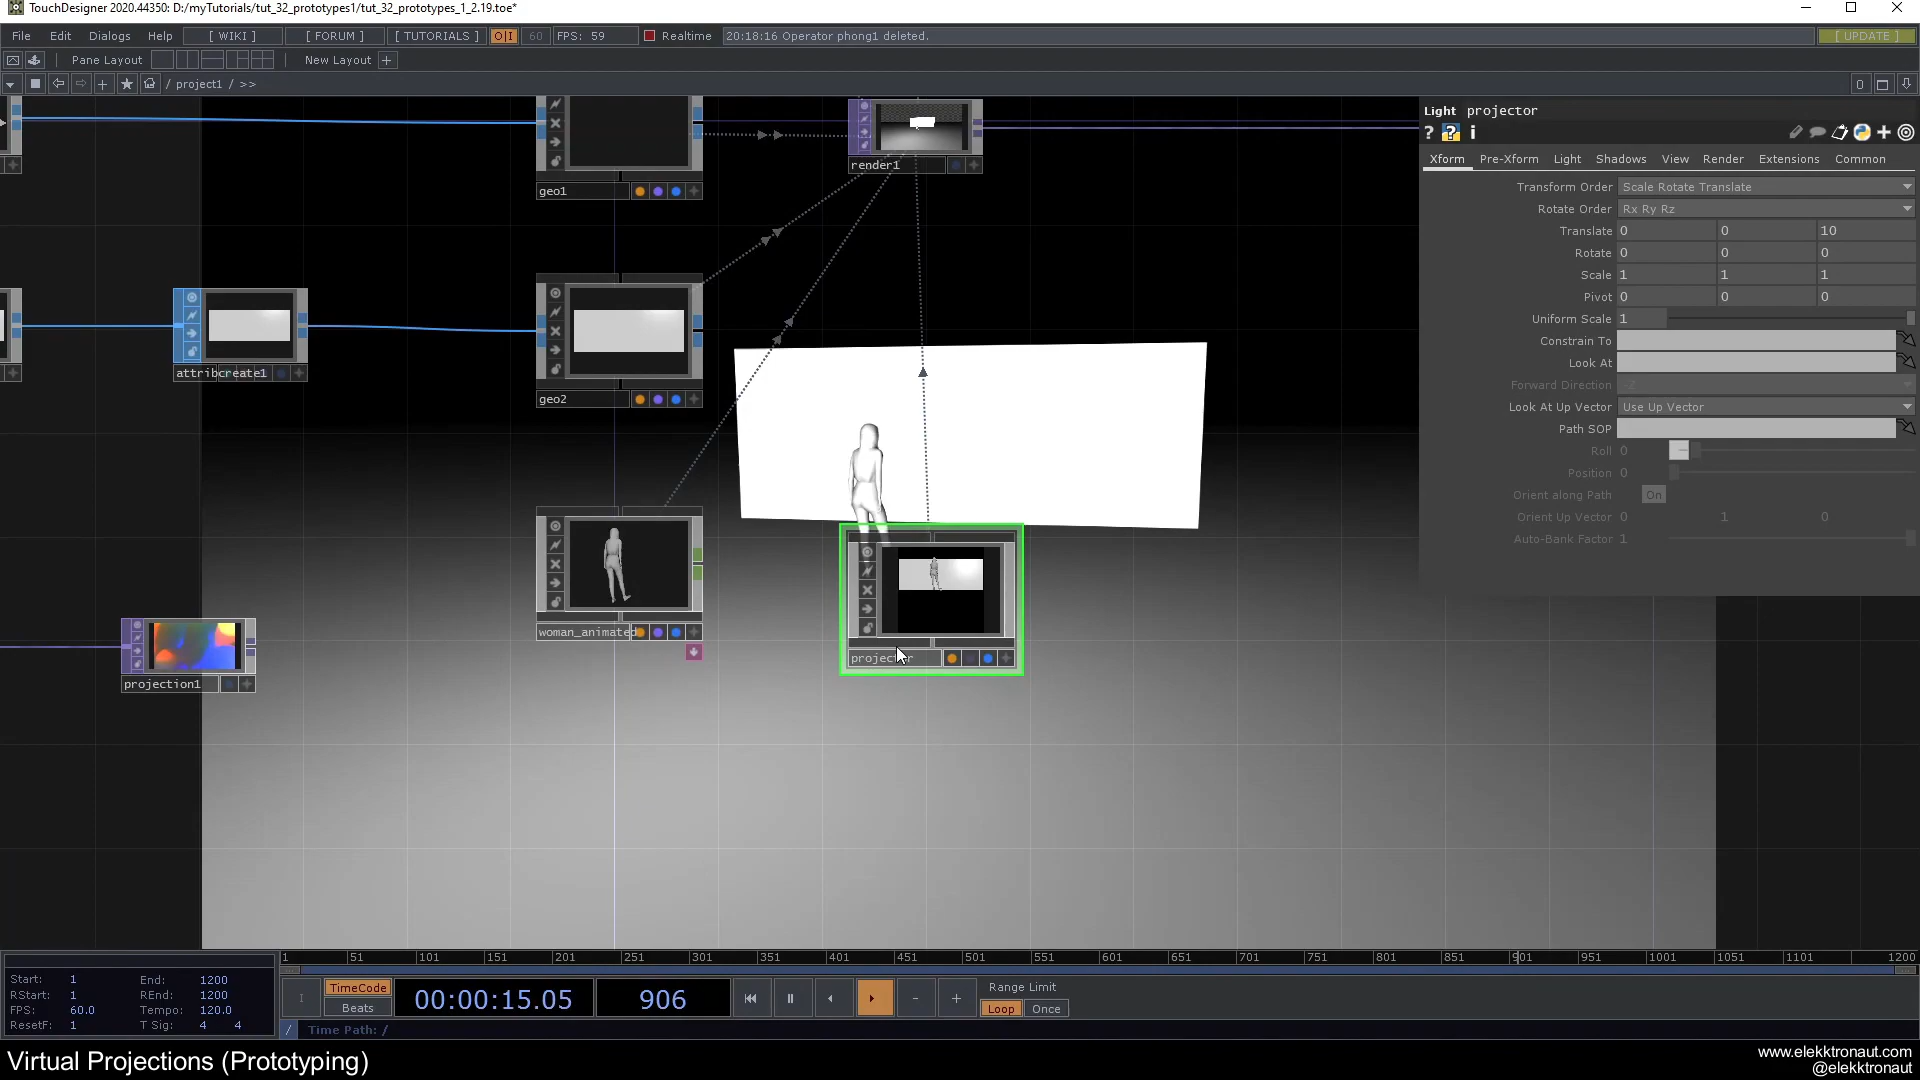 TouchDesigner 2020.44350: D:/myTutorials/tut_32_prototypes1/tut_32_prototypes_1_2.19.toe*
File Edit Dialogs Help [ WIKI ] [ FORUM ] [ TUTORIALS ] O|I 60 FPS: 59 Realtime 20:18:16 Operator phong1 deleted. [ UPDATE ]
Pane Layout New Layout +
/ project1 / >>
Light projector
? ? i
Xform Pre-Xform Light Shadows View Render Extensions Common
Transform Order Scale Rotate Translate
Rotate Order Rx Ry Rz
Translate 0 0 10
Rotate 0 0 0
Scale 1 1 1
Pivot 0 0 0
Uniform Scale 1
Constrain To
Look At
Forward Direction -Z
Look At Up Vector Use Up Vector
Path SOP
Roll 0
Position 0
Orient along Path On
Orient Up Vector 0 1 0
Auto-Bank Factor 1
render1
geo1
attribcreate1
geo2
woman_animated
projector
projection1
1 51 101 151 201 251 301 351 401 451 501 551 601 651 701 751 801 851 901 951 1001 1051 1101 1200
Start: 1 End: 1200
RStart: 1 REnd: 1200
FPS: 60.0 Tempo: 120.0
ResetF: 1 T Sig: 4 4
I TimeCode Beats 00:00:15.05 906 - + Range Limit
Loop Once
/ Time Path: /
Virtual Projections (Prototyping)
www.elekktronaut.com
@elekktronaut